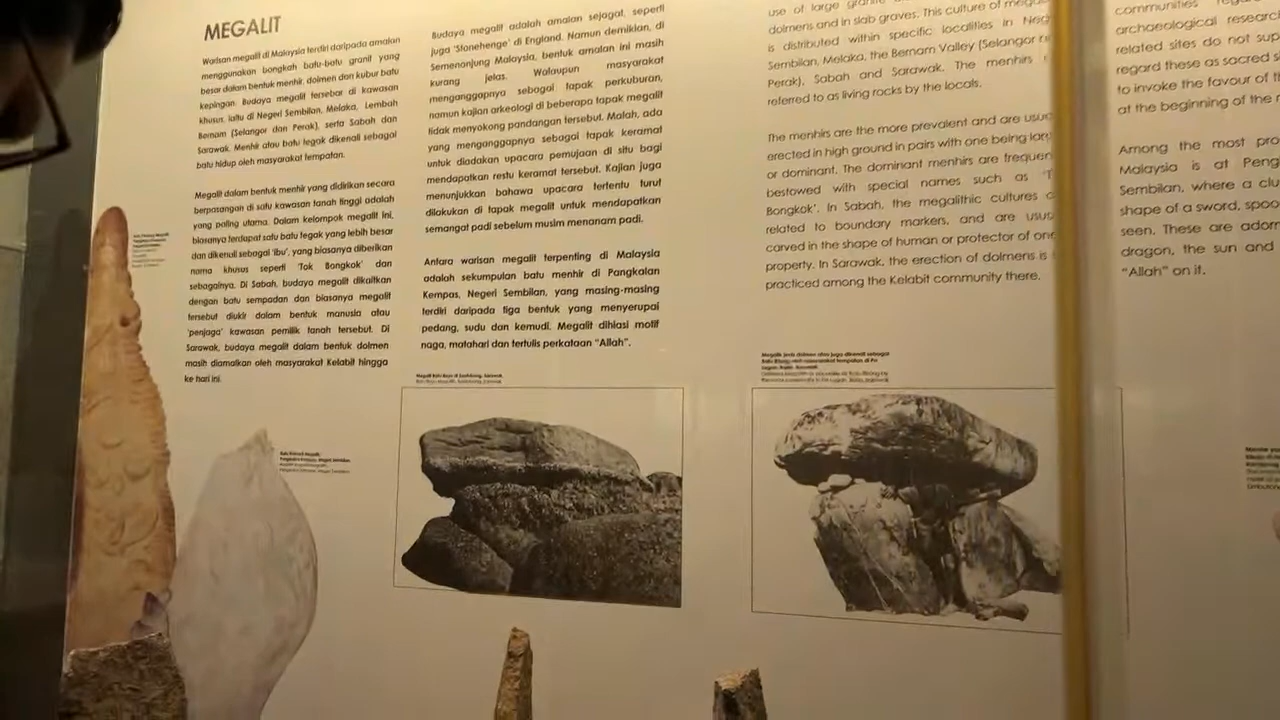 MEGALIT
Warisan megalit di Malaysia terdiri daripada amalan
menggunakan bongkah batu-batu granit yang
besar dalam bentuk menhir, dolmen dan kubur batu
kepingan. Budaya megalit tersebar di kawasan
khusus, iaitu di Negeri Sembilan, Melaka, Lembah
Bernam (Selangor dan Perak), serta Sabah dan
Sarawak. Menhir atau batu tegak dikenali sebagai
batu hidup oleh masyarakat tempatan.
Megalit dalam bentuk menhir yang didirikan secara
berpasangan di satu kawasan tanah tinggi adalah
yang paling utama. Dalam kelompok megalit ini,
biasanya terdapat satu batu tegak yang lebih besar
dan dikenali sebagai 'ibu', yang biasanya diberikan
nama khusus seperti 'Tok Bongkok' dan
sebagainya. Di Sabah, budaya megalit dikaitkan
dengan batu sempadan dan biasanya megalit
tersebut diukir dalam bentuk manusia atau
'penjaga' kawasan pemilik tanah tersebut. Di
Sarawak, budaya megalit dalam bentuk dolmen
masih diamalkan oleh masyarakat Kelabit hingga
ke hari ini.
Budaya megalit adalah amalan sejagat, seperti
juga 'Stonehenge' di England. Namun demikian, di
Semenanjung Malaysia, bentuk amalan ini masih
kurang jelas. Walaupun masyarakat
menganggapnya sebagai tapak perkuburan,
namun kajian arkeologi di beberapa tapak megalit
tidak menyokong pandangan tersebut. Malah, ada
yang menganggapnya sebagai tapak keramat
untuk diadakan upacara pemujaan di situ bagi
mendapatkan restu keramat tersebut. Kajian juga
menunjukkan bahawa upacara tertentu turut
dilakukan di tapak megalit untuk mendapatkan
semangat padi sebelum musim menanam padi.
Antara warisan megalit terpenting di Malaysia
adalah sekumpulan batu menhir di Pangkalan
Kempas, Negeri Sembilan, yang masing-masing
terdiri daripada tiga bentuk yang menyerupai
pedang, sudu dan kemudi. Megalit dihiasi motif
naga, matahari dan tertulis perkataan "Allah".
use of large granite
dolmens and in slab graves. This culture of
is distributed within specific localities in
Sembilan, Melaka, the Bernam Valley (Selangor
Perak), Sabah and Sarawak. The menhirs
referred to as living rocks by the locals.
The menhirs are the more prevalent and are
erected in high ground in pairs with one being
or dominant. The dominant menhirs are
bestowed with special names such as
Bongkok'. In Sabah, the megalithic cultures
related to boundary markers, and are
carved in the shape of human or protector of
property. In Sarawak, the erection of dolmens is
practiced among the Kelabit community there.
communities
archaeological
related sites do not
regard these as sacred
to invoke the favour of
at the beginning of the
Among the most
Malaysia is at
Sembilan, where a
shape of a sword,
seen. These are
dragon, the sun and
"Allah" on it.